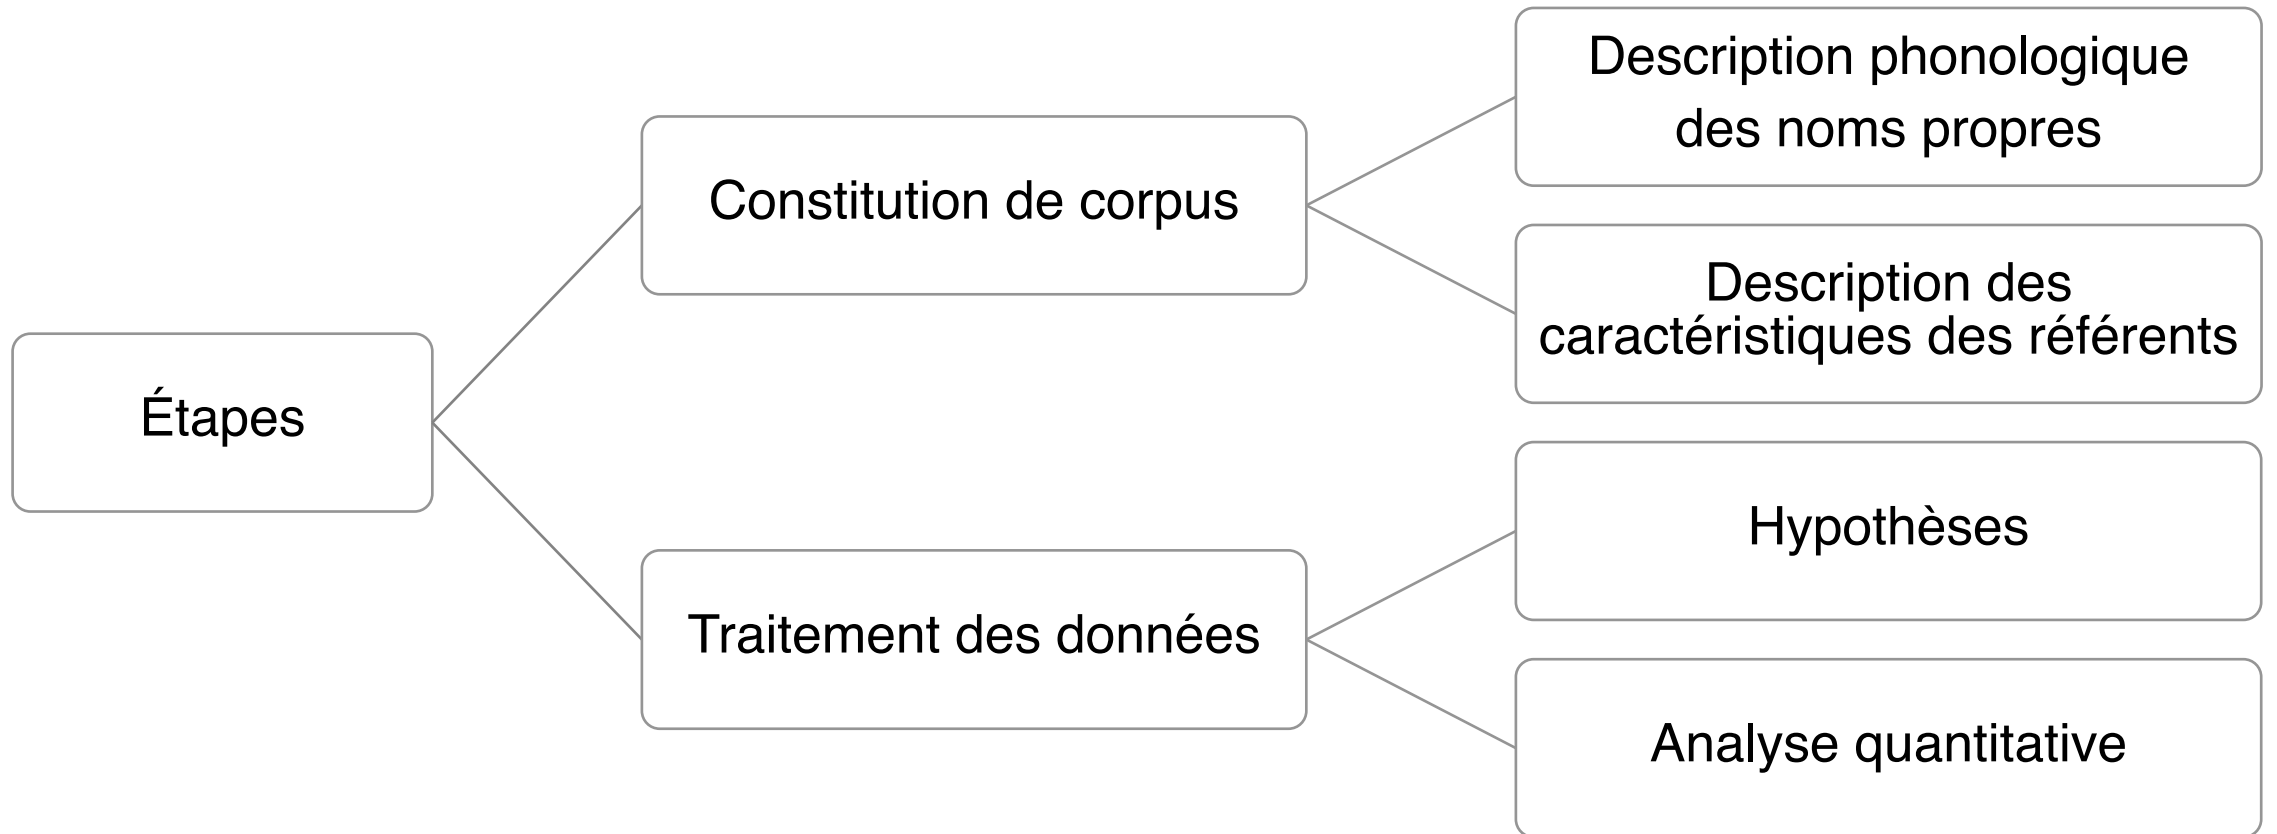 Étapes
Constitution de corpus
Description phonologique
des noms propres
Description des
caractéristiques des référents
Traitement des données
Hypothèses
Analyse quantitative